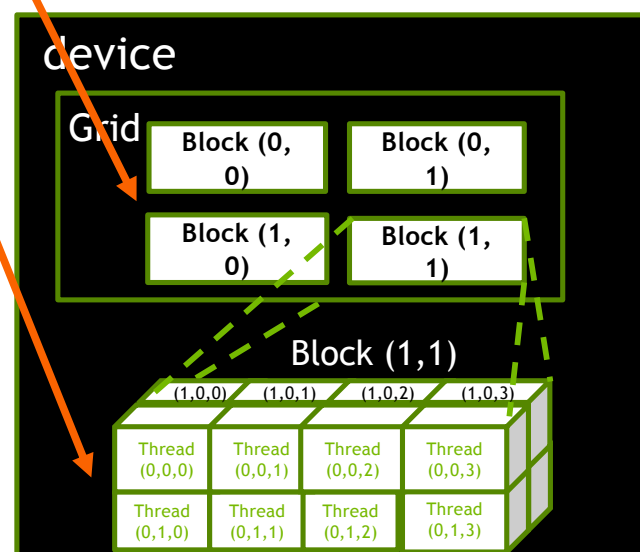 device
Grid
Block (0,
0)
Block (0,
1)
Block (1,
0)
Block (1,
1)
Block (1,1)
(1,0,0) (1,0,1) (1,0,2) (1,0,3)
Thread
(0,0,0)
Thread
(0,0,1)
Thread
(0,0,2)
Thread
(0,0,3)
Thread
(0,1,0)
Thread
(0,1,1)
Thread
(0,1,2)
Thread
(0,1,3)